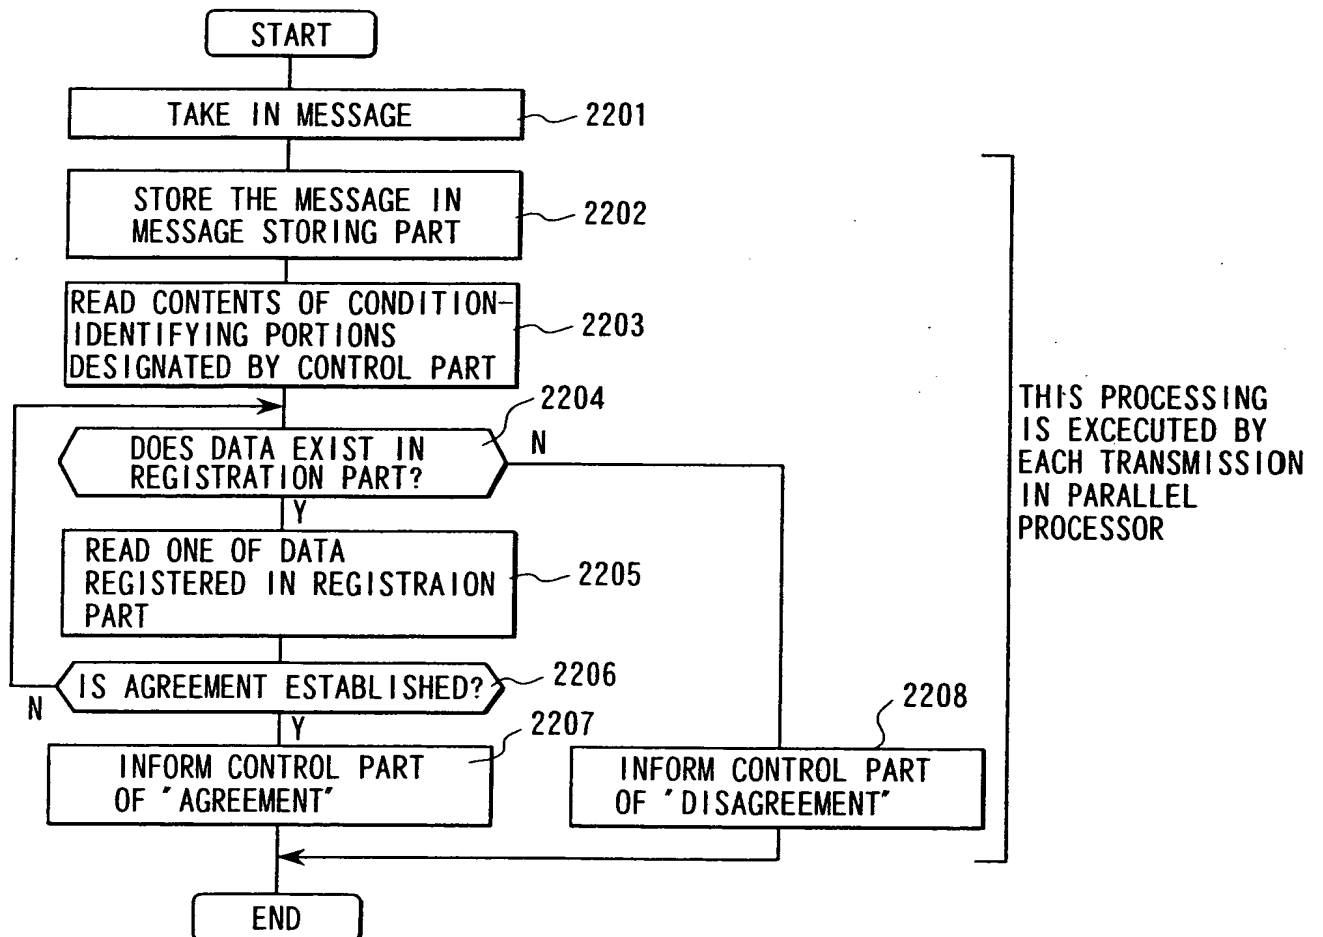 START
TAKE IN MESSAGE
2201
STORE THE MESSAGE IN
MESSAGE STORING PART
2202
READ CONTENTS OF CONDITION-
IDENTIFYING PORTIONS
DESIGNATED BY CONTROL PART
2203
2204
DOES DATA EXIST IN
REGISTRATION PART?
N
Y
READ ONE OF DATA
REGISTERED IN REGISTRAION
PART
2205
IS AGREEMENT ESTABLISHED?
2206
N
Y
2207
INFORM CONTROL PART
OF "AGREEMENT"
2208
INFORM CONTROL PART
OF "DISAGREEMENT"
END
THIS PROCESSING
IS EXCECUTED BY
EACH TRANSMISSION
IN PARALLEL
PROCESSOR